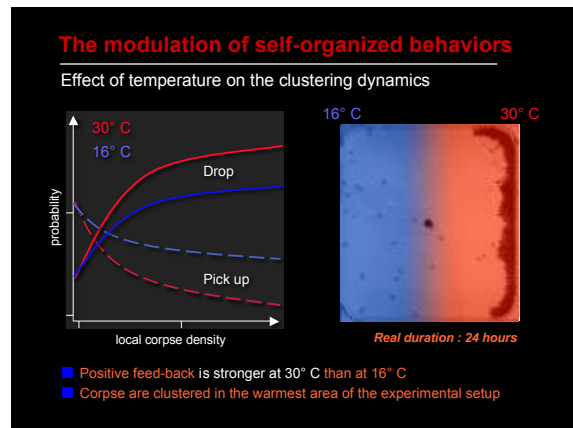 The modulation of self-organized behaviors
Effect of temperature on the clustering dynamics
30° C
16° C
Drop
Pick up
probability
local corpse density
16° C
30° C
Real duration : 24 hours
Positive feed-back is stronger at 30° C than at 16° C
Corpse are clustered in the warmest area of the experimental setup